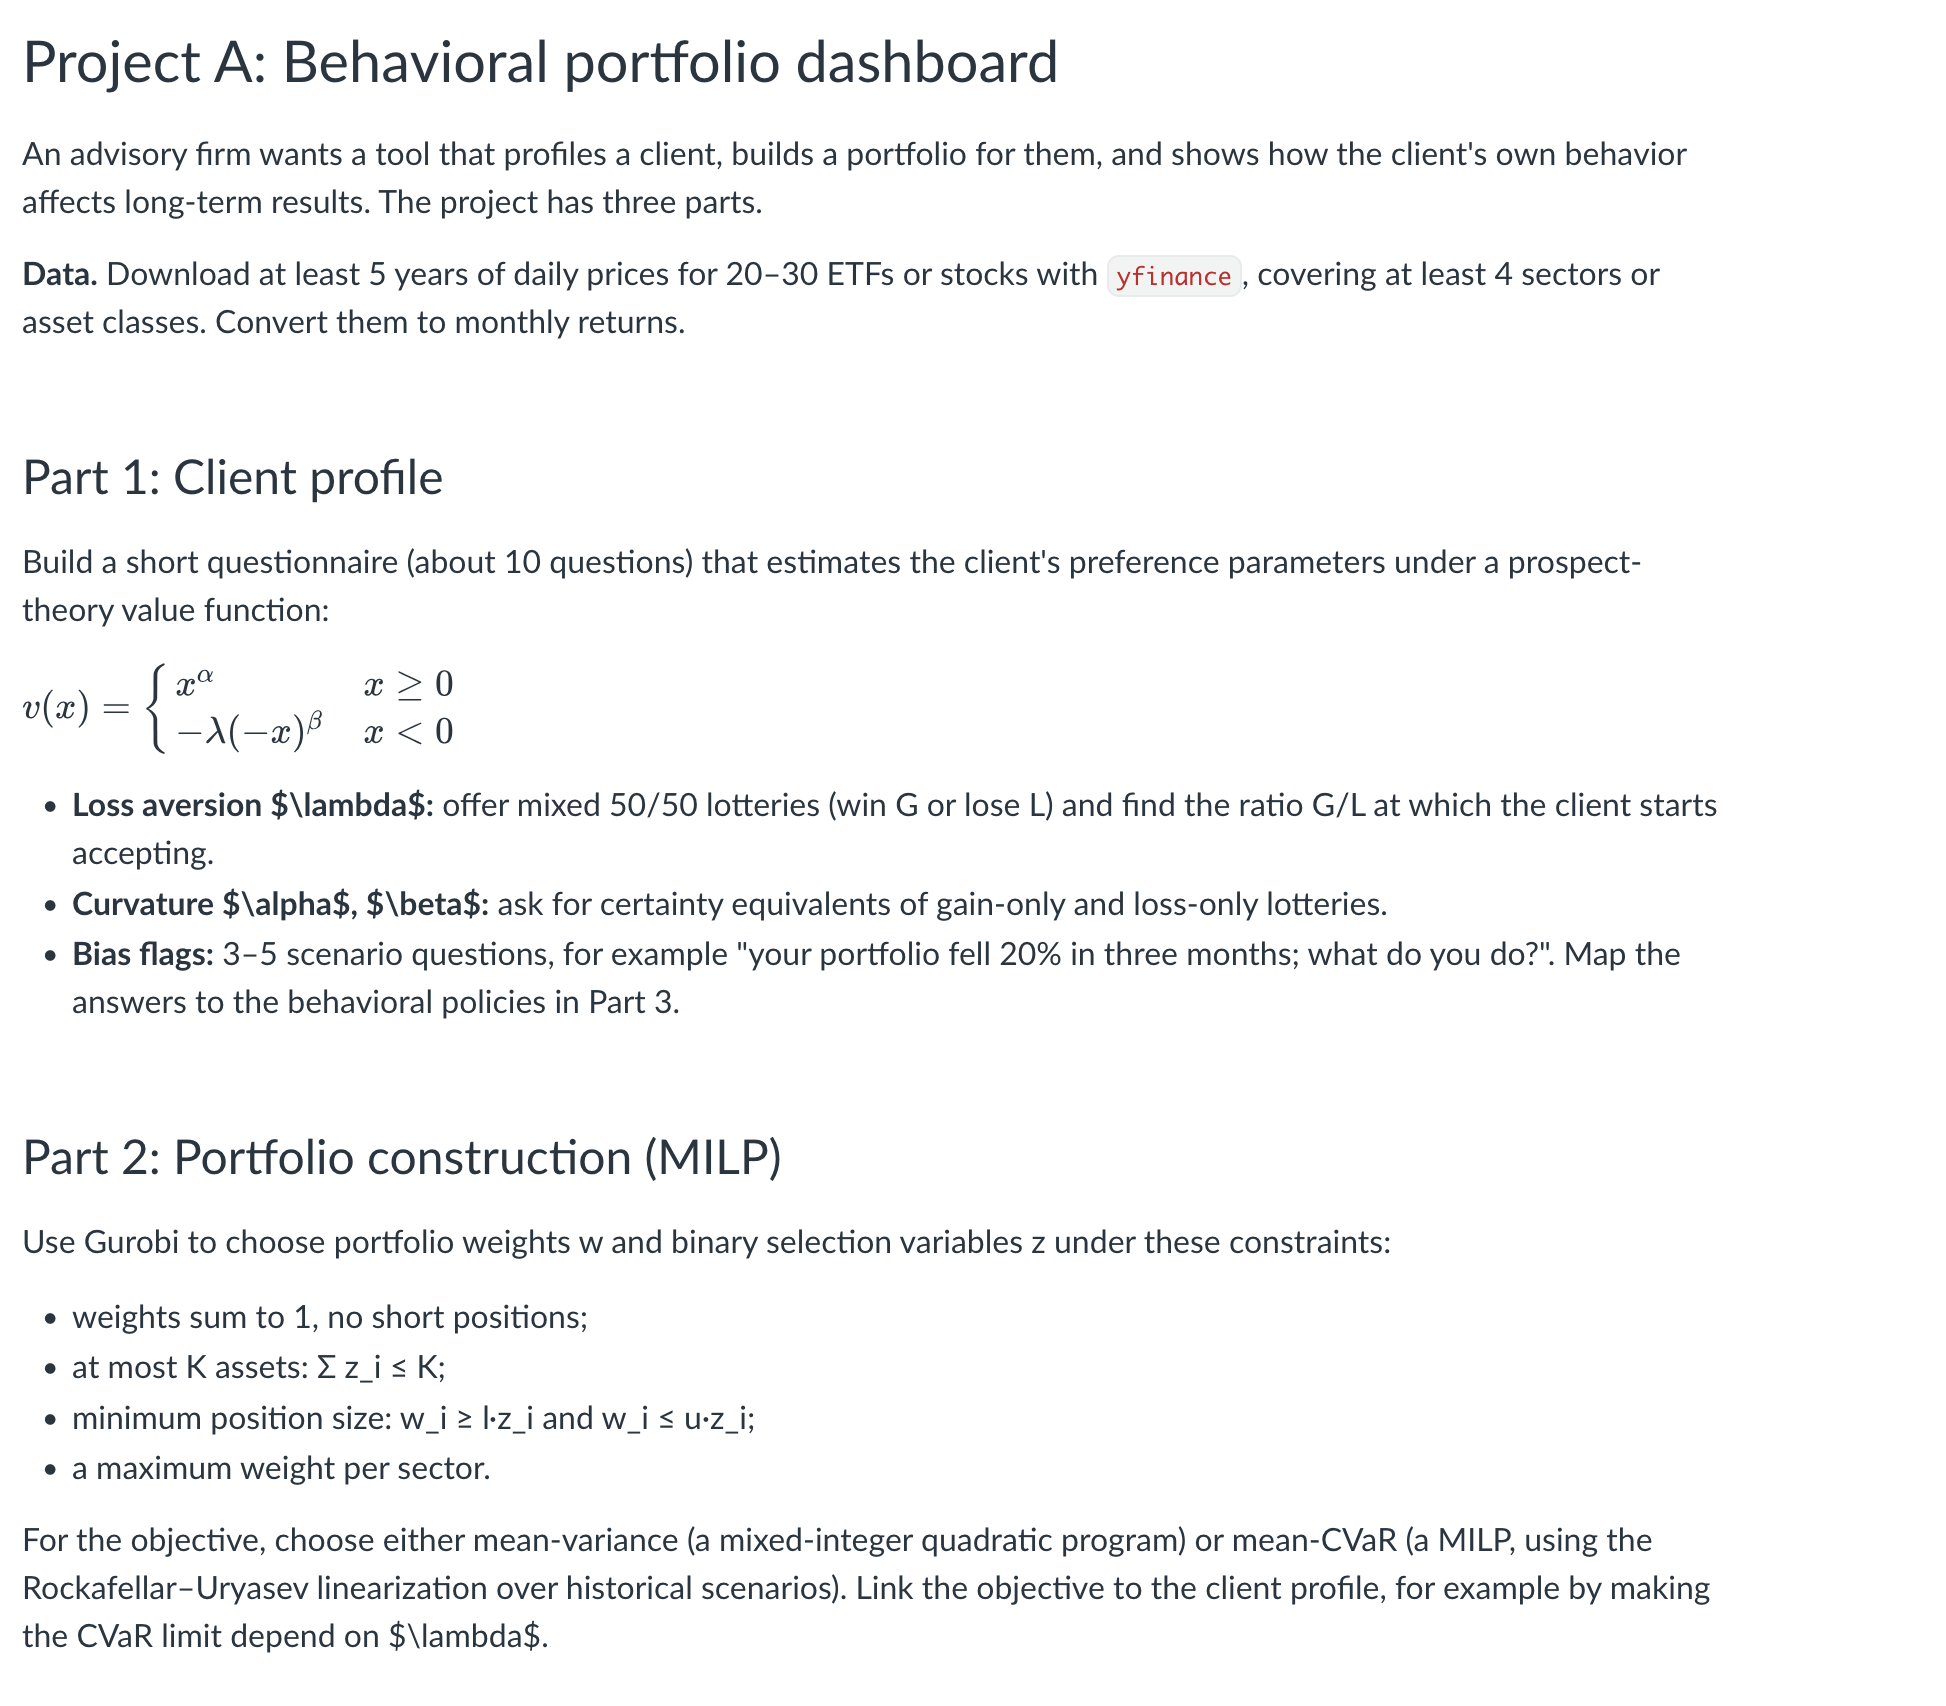 Project A: Behavioral portfolio dashboard
An advisory firm wants a tool that profiles a client, builds a portfolio for them, and shows how the client's own behavior
affects long-term results. The project has three parts.
Data. Download at least 5 years of daily prices for 20–30 ETFs or stocks with yfinance, covering at least 4 sectors or
asset classes. Convert them to monthly returns.
Part 1: Client profile
Build a short questionnaire (about 10 questions) that estimates the client's preference parameters under a prospect-
theory value function:
v(x) = { x^α x ≥ 0
−λ(−x)^β x < 0
• Loss aversion $\lambda$: offer mixed 50/50 lotteries (win G or lose L) and find the ratio G/L at which the client starts
accepting.
• Curvature $\alpha$, $\beta$: ask for certainty equivalents of gain-only and loss-only lotteries.
• Bias flags: 3–5 scenario questions, for example "your portfolio fell 20% in three months; what do you do?". Map the
answers to the behavioral policies in Part 3.
Part 2: Portfolio construction (MILP)
Use Gurobi to choose portfolio weights w and binary selection variables z under these constraints:
• weights sum to 1, no short positions;
• at most K assets: Σ z_i ≤ K;
• minimum position size: w_i ≥ l·z_i and w_i ≤ u·z_i;
• a maximum weight per sector.
For the objective, choose either mean-variance (a mixed-integer quadratic program) or mean-CVaR (a MILP, using the
Rockafellar–Uryasev linearization over historical scenarios). Link the objective to the client profile, for example by making
the CVaR limit depend on $\lambda$.